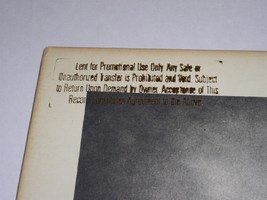 Lent for Promotional Use Only Any Sale or
Unauthorized Transfer is Prohibited and Void. Subject
to Return Upon Demand by Owner Acceptance of This
Record